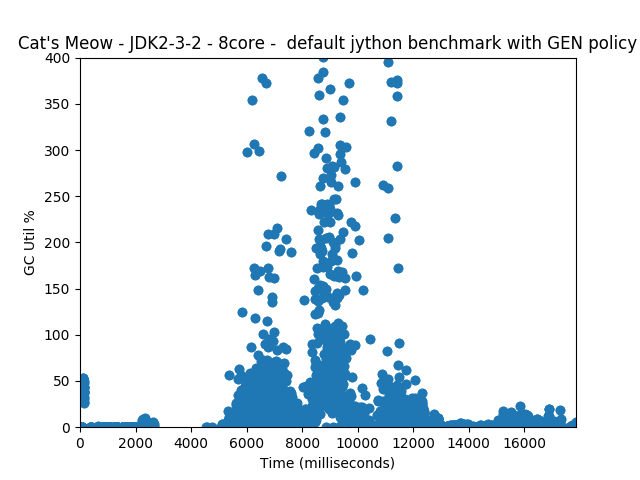 Cat's Meow - JDK2-3-2 - 8core -  default jython benchmark with GEN policy
400
350
300
250
200
150
100
50
0
GC Util %
0 2000 4000 6000 8000 10000 12000 14000 16000
Time (milliseconds)